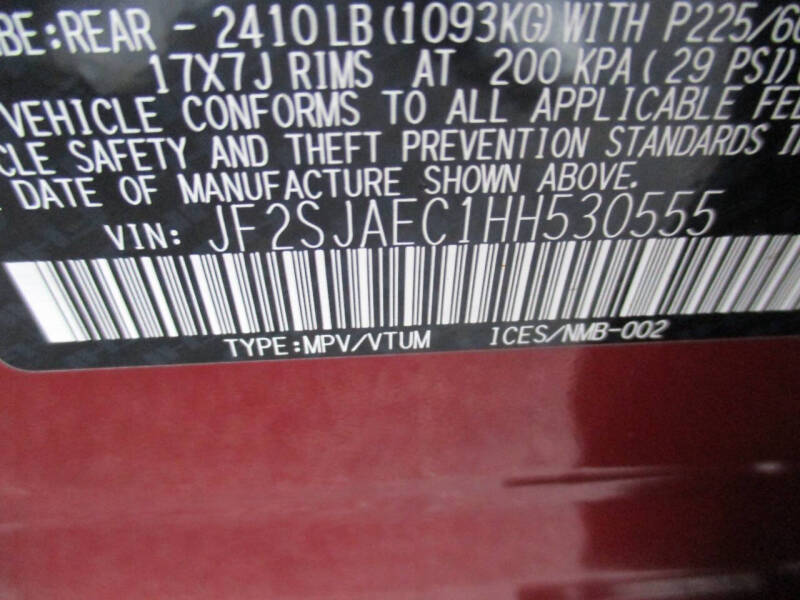 BE:REAR - 2410LB(1093KG)WITH P225/60
17X7J RIMS AT 200 KPA(29 PSI)
VEHICLE CONFORMS TO ALL APPLICABLE FED
CLE SAFETY AND THEFT PREVENTION STANDARDS IN
DATE OF MANUFACTURE SHOWN ABOVE.
VIN: JF2SJAEC1HH530555
TYPE:MPV/VTUM ICES/NMB-002